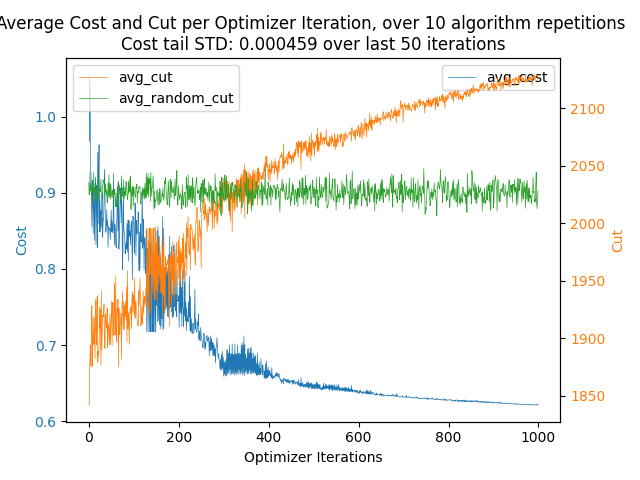 Average Cost and Cut per Optimizer Iteration, over 10 algorithm repetitions
Cost tail STD: 0.000459 over last 50 iterations
avg_cut
avg_random_cut
avg_cost
1.0
0.9
0.8
0.7
0.6
Cost
2100
2050
2000
1950
1900
1850
Cut
0
200
400
600
800
1000
Optimizer Iterations